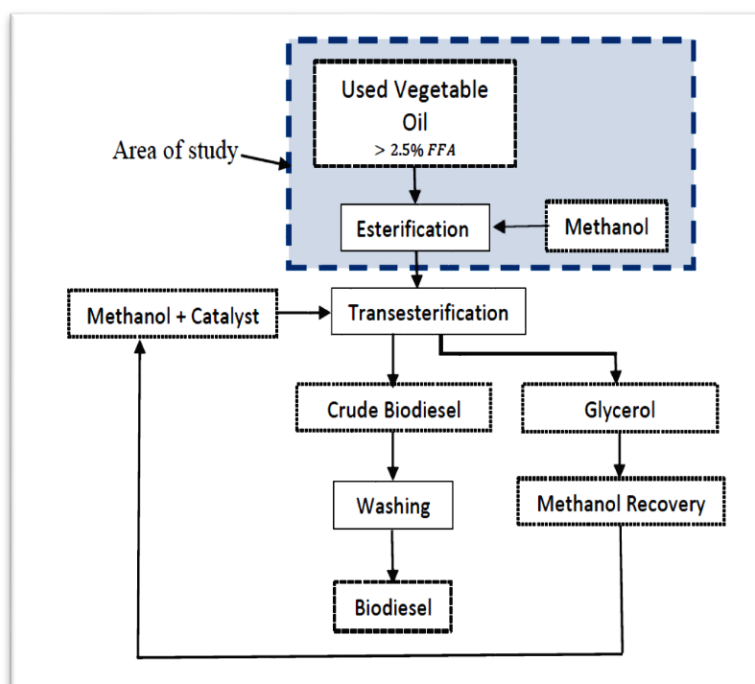 Used Vegetable
Oil
> 2.5% FFA
Area of study
Esterification
Methanol
Methanol + Catalyst
Transesterification
Crude Biodiesel
Glycerol
Washing
Methanol Recovery
Biodiesel